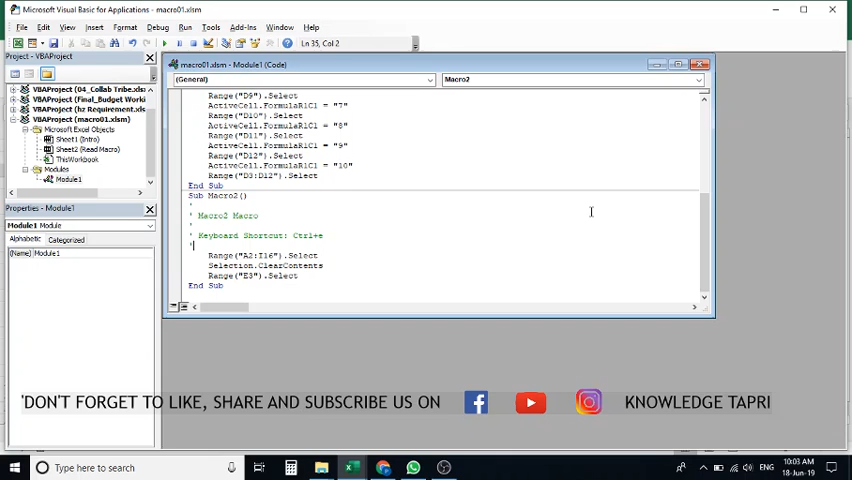 Microsoft Visual Basic for Applications - macro01.xlsm
File Edit View Insert Format Debug Run Tools Add-Ins Window Help
Ln 35, Col 2
Project - VBAProject
VBAProject (04_Collab Tribe.xls
VBAProject (Final_Budget Worki
VBAProject (hz Requirement.xls
VBAProject (macro01.xlsm)
Microsoft Excel Objects
Sheet1 (Intro)
Sheet2 (Read Macro)
ThisWorkbook
Modules
Module1
Properties - Module1
Module1 Module
Alphabetic Categorized
(Name) Module1
macro01.xlsm - Module1 (Code)
(General) Macro2
Range("D9").Select
ActiveCell.FormulaR1C1 = "7"
Range("D10").Select
ActiveCell.FormulaR1C1 = "8"
Range("D11").Select
ActiveCell.FormulaR1C1 = "9"
Range("D12").Select
ActiveCell.FormulaR1C1 = "10"
Range("D3:D12").Select
End Sub
Sub Macro2()
'
' Macro2 Macro
'
' Keyboard Shortcut: Ctrl+e
'
Range("A2:I16").Select
Selection.ClearContents
Range("E3").Select
End Sub
'DON'T FORGET TO LIKE, SHARE AND SUBSCRIBE US ON KNOWLEDGE TAPRI
Type here to search
ENG
10:03 AM
18-Jun-19